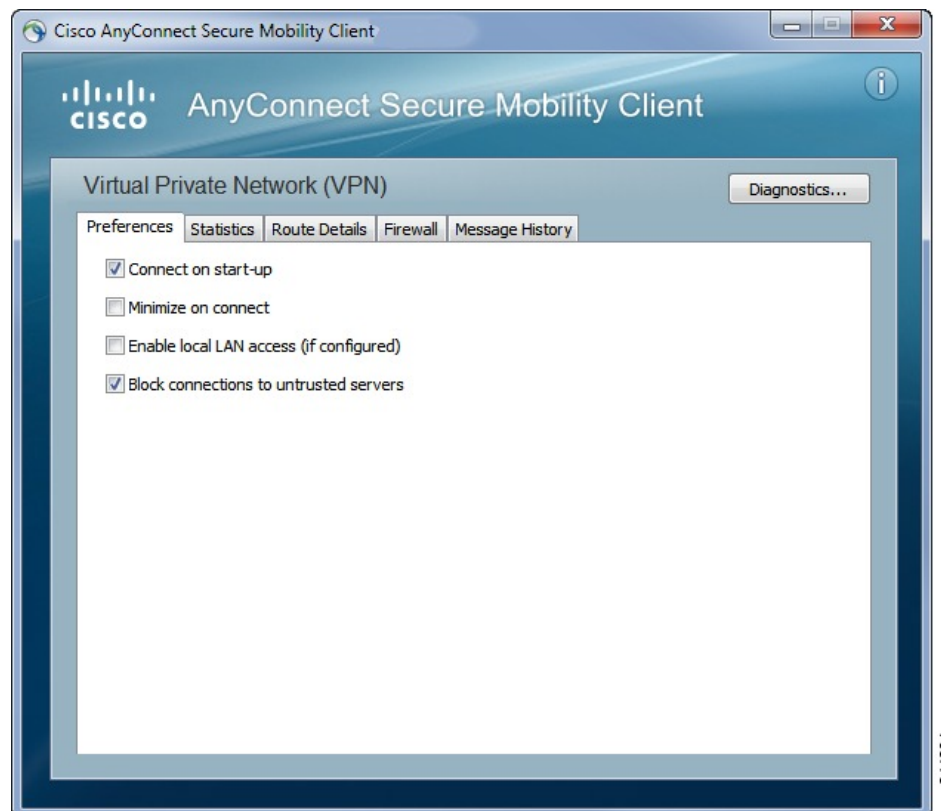 Cisco AnyConnect Secure Mobility Client
CISCO
AnyConnect Secure Mobility Client
Virtual Private Network (VPN)
Diagnostics...
Preferences
Statistics
Route Details
Firewall
Message History
Connect on start-up
Minimize on connect
Enable local LAN access (if configured)
Block connections to untrusted servers